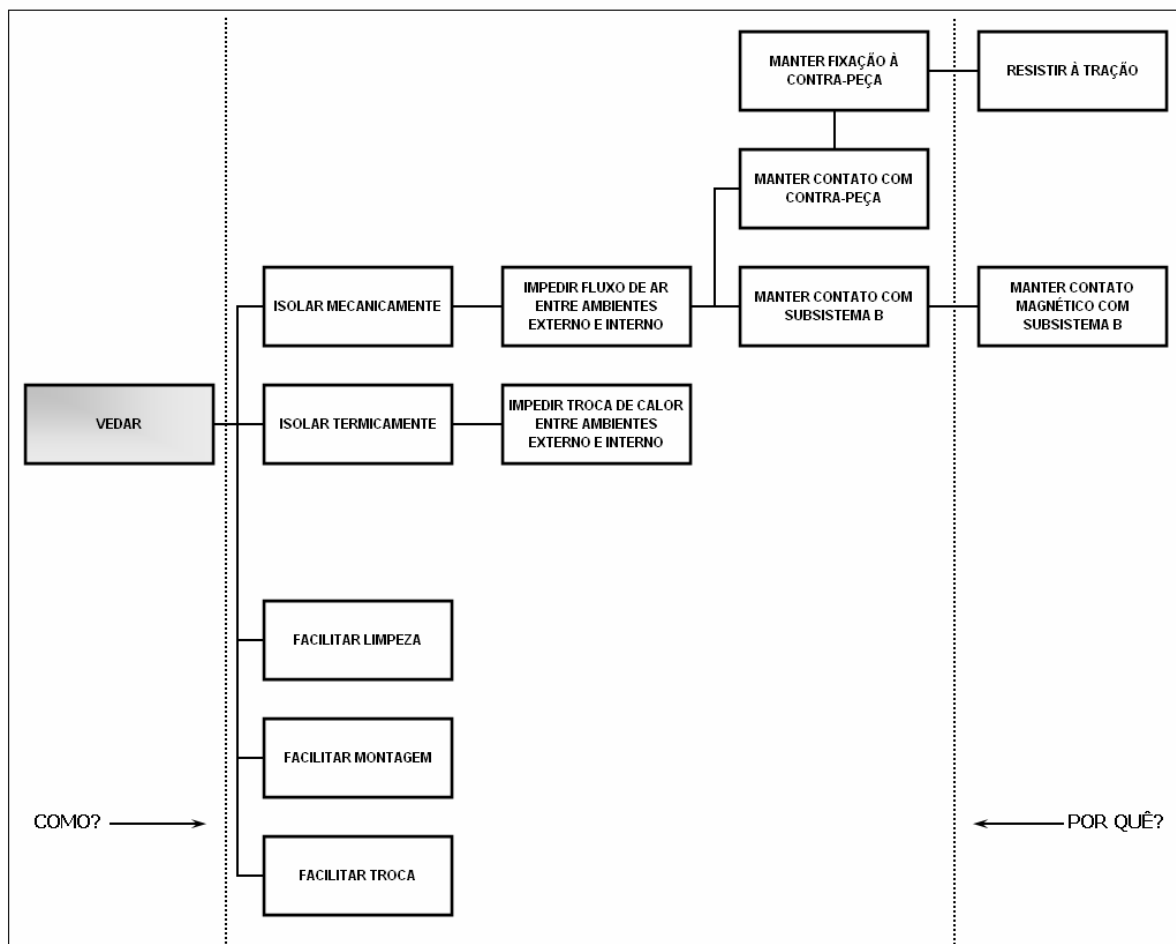 MANTER FIXAÇÃO À
CONTRA-PEÇA
RESISTIR À TRAÇÃO
MANTER CONTATO COM
CONTRA-PEÇA
ISOLAR MECANICAMENTE
IMPEDIR FLUXO DE AR
ENTRE AMBIENTES
EXTERNO E INTERNO
MANTER CONTATO COM
SUBSISTEMA B
MANTER CONTATO
MAGNÉTICO COM
SUBSISTEMA B
VEDAR
ISOLAR TERMICAMENTE
IMPEDIR TROCA DE CALOR
ENTRE AMBIENTES
EXTERNO E INTERNO
FACILITAR LIMPEZA
FACILITAR MONTAGEM
COMO?
POR QUÊ?
FACILITAR TROCA